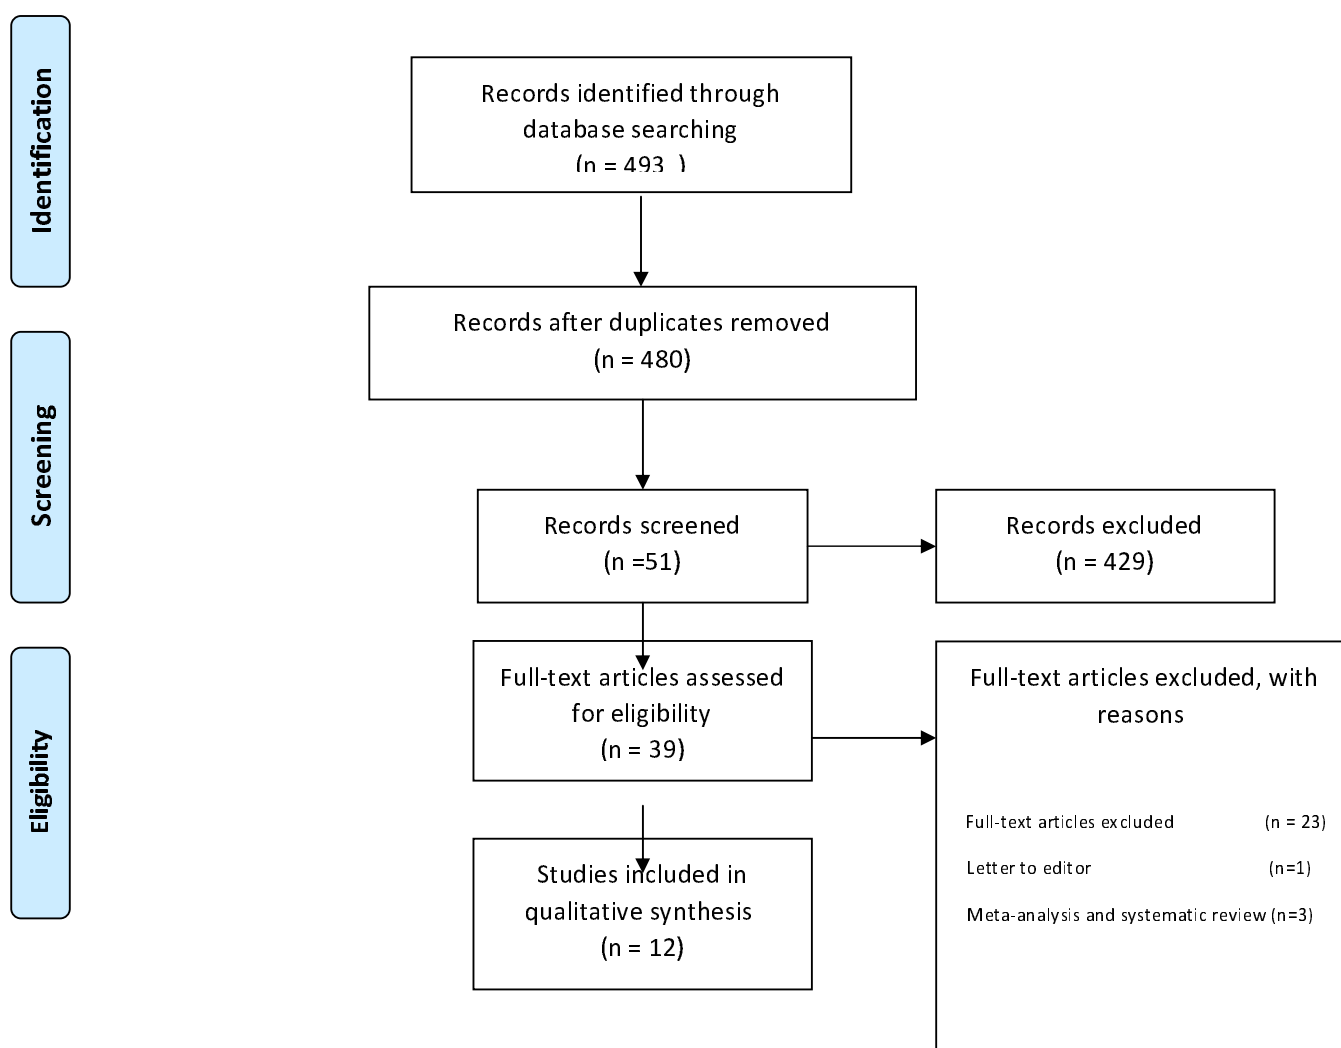 Identification
Records identified through
database searching
(n = 493  )
Records after duplicates removed
(n = 480)
Screening
Records screened
(n =51)
Records excluded
(n = 429)
Eligibility
Full-text articles assessed
for eligibility
(n = 39)
Full-text articles excluded, with
reasons
Full-text articles excluded (n = 23)
Letter to editor (n=1)
Meta-analysis and systematic review (n=3)
Studies included in
qualitative synthesis
(n = 12)